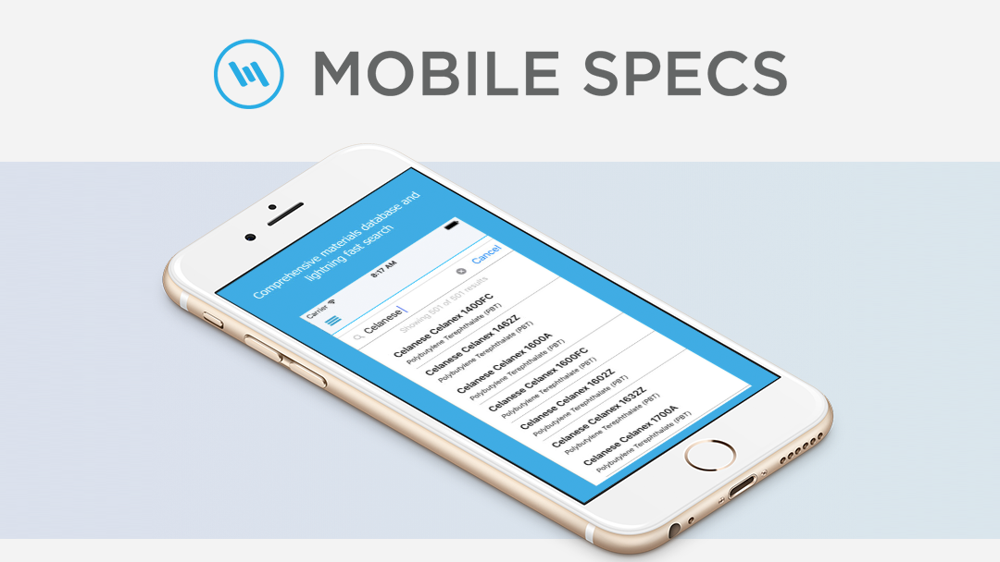 MOBILE SPECS
Comprehensive materials database and
lightning fast search
Carrier
8:17 AM
Celanese
Cancel
Showing 501 of 501 results
Celanese Celanex 1400FC
Polybutylene Terephthalate (PBT)
Celanese Celanex 1462Z
Polybutylene Terephthalate (PBT)
Celanese Celanex 1600A
Polybutylene Terephthalate (PBT)
Celanese Celanex 1600FC
Polybutylene Terephthalate (PBT)
Celanese Celanex 1602Z
Polybutylene Terephthalate (PBT)
Celanese Celanex 1632Z
Polybutylene Terephthalate (PBT)
Celanese Celanex 1700A
Polybutylene Terephthalate (PBT)